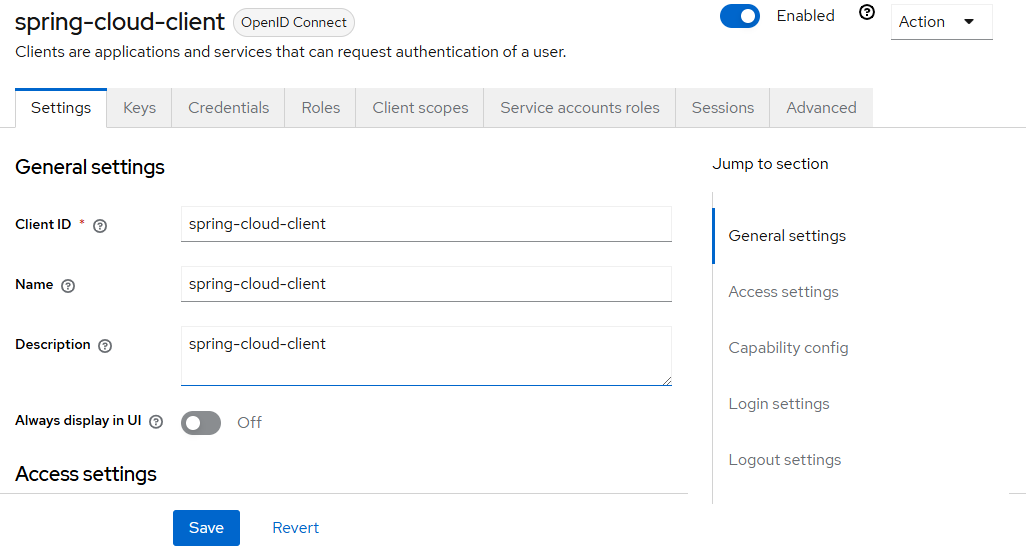 spring-cloud-client OpenID Connect Enabled Action
Clients are applications and services that can request authentication of a user.
Settings Keys Credentials Roles Client scopes Service accounts roles Sessions Advanced
General settings
Client ID * spring-cloud-client
Name spring-cloud-client
Description spring-cloud-client
Always display in UI Off
Access settings
Save Revert
Jump to section
General settings
Access settings
Capability config
Login settings
Logout settings